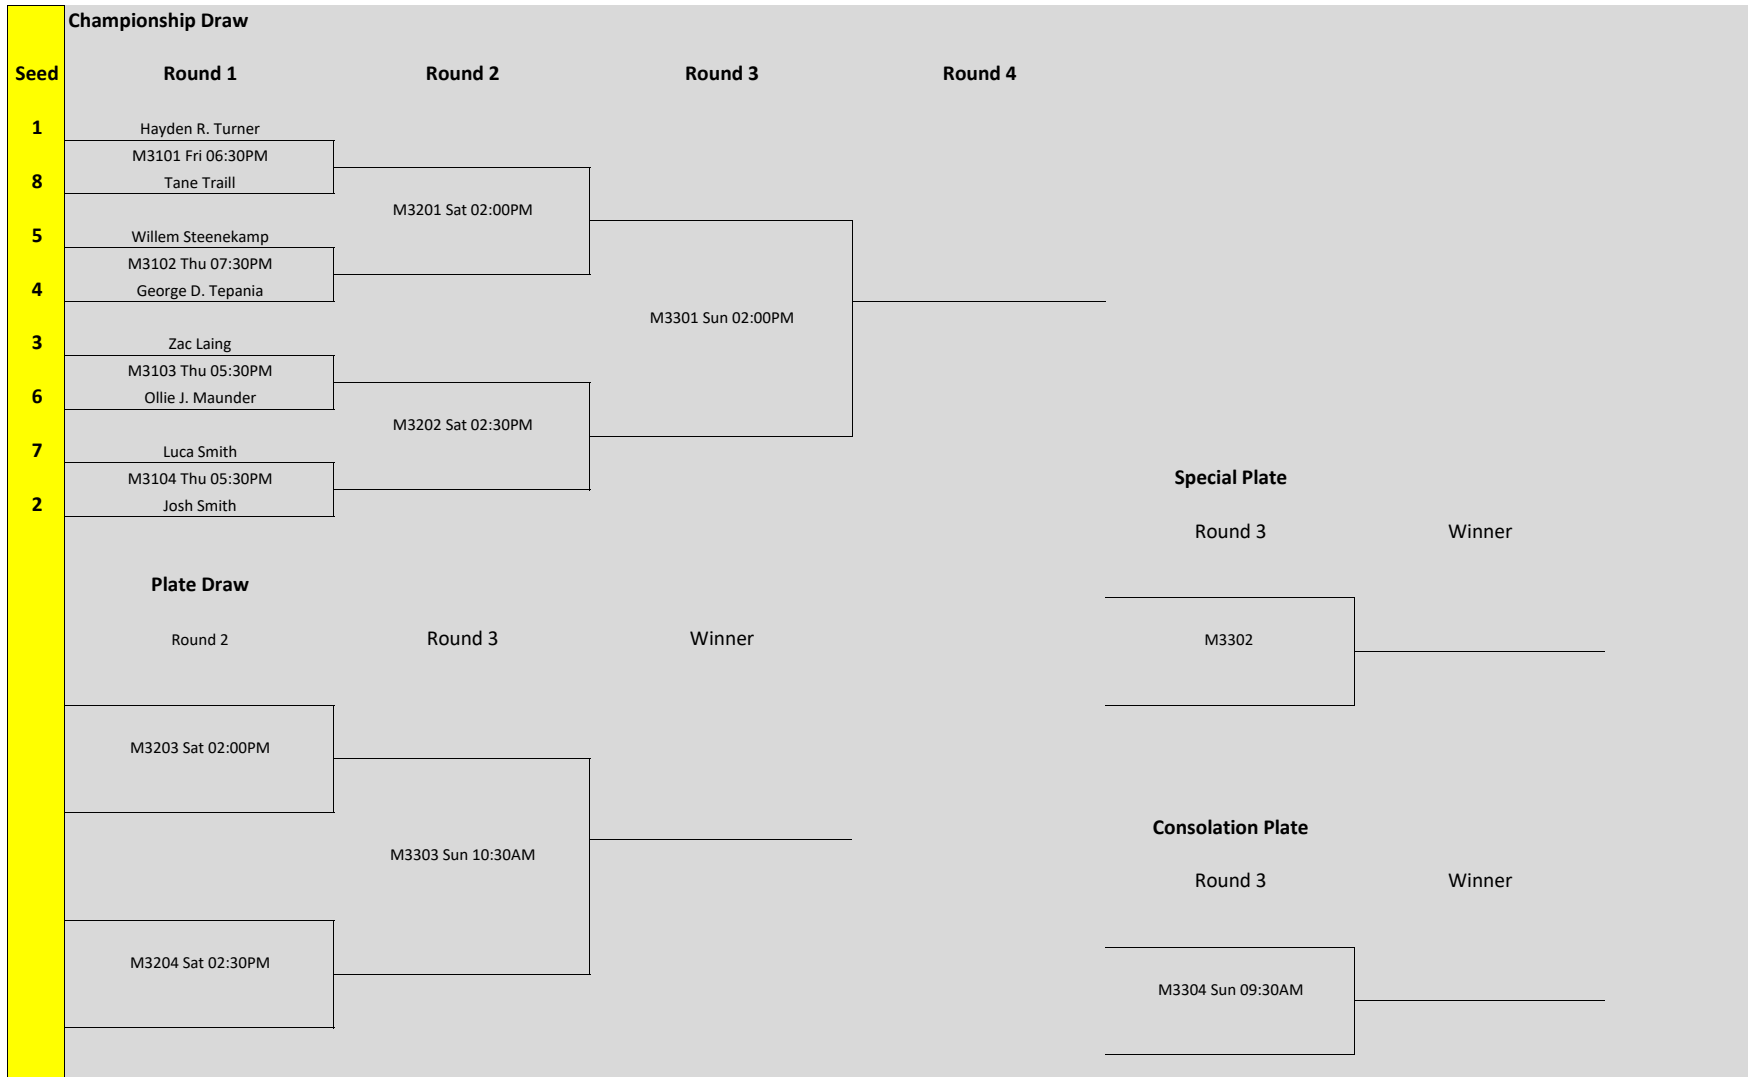 Championship Draw
Seed Round 1 Round 2 Round 3 Round 4
1 Hayden R. Turner
M3101 Fri 06:30PM
8 Tane Traill
M3201 Sat 02:00PM
5 Willem Steenekamp
M3102 Thu 07:30PM
4 George D. Tepania
M3301 Sun 02:00PM
3 Zac Laing
M3103 Thu 05:30PM
6 Ollie J. Maunder
M3202 Sat 02:30PM
7 Luca Smith
M3104 Thu 05:30PM
2 Josh Smith
Special Plate
Round 3 Winner
M3302
Plate Draw
Round 2 Round 3 Winner
M3203 Sat 02:00PM
M3303 Sun 10:30AM
M3204 Sat 02:30PM
Consolation Plate
Round 3 Winner
M3304 Sun 09:30AM